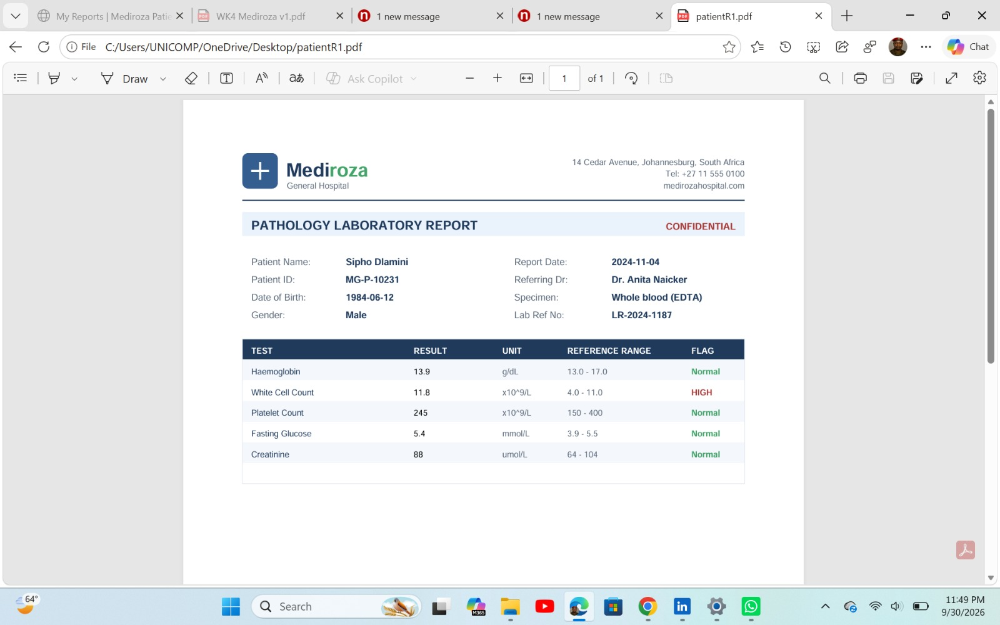 My Reports | Mediroza Patie
WK4 Mediroza v1.pdf
1 new message
1 new message
patientR1.pdf
File C:/Users/UNICOMP/OneDrive/Desktop/patientR1.pdf
Chat
Draw
Ask Copilot
1 of 1
Mediroza
General Hospital
14 Cedar Avenue, Johannesburg, South Africa
Tel: +27 11 555 0100
medirozahospital.com
PATHOLOGY LABORATORY REPORT CONFIDENTIAL
Patient Name: Sipho Dlamini Report Date: 2024-11-04
Patient ID: MG-P-10231 Referring Dr: Dr. Anita Naicker
Date of Birth: 1984-06-12 Specimen: Whole blood (EDTA)
Gender: Male Lab Ref No: LR-2024-1187
TEST RESULT UNIT REFERENCE RANGE FLAG
Haemoglobin 13.9 g/dL 13.0 - 17.0 Normal
White Cell Count 11.8 x10^9/L 4.0 - 11.0 HIGH
Platelet Count 245 x10^9/L 150 - 400 Normal
Fasting Glucose 5.4 mmol/L 3.9 - 5.5 Normal
Creatinine 88 umol/L 64 - 104 Normal
64°
Search
M365
11:49 PM
9/30/2026